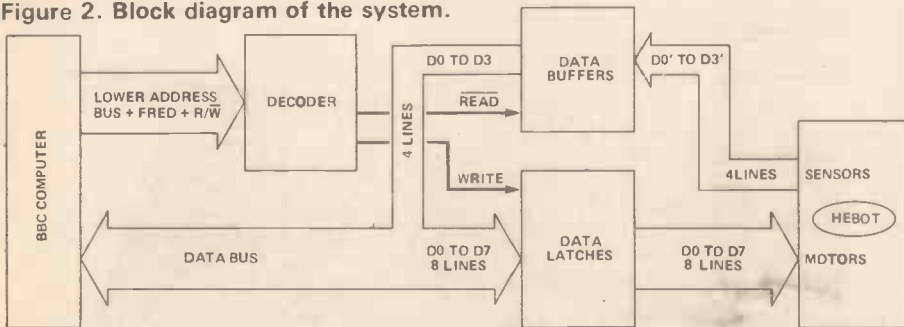 Figure 2. Block diagram of the system.
BBC COMPUTER
LOWER ADDRESS
BUS + FRED + R/W̅
DECODER
D0 TO D3
4 LINES
R̅E̅A̅D̅
WRITE
DATA
BUFFERS
D0' TO D3'
4 LINES
SENSORS
HEBOT
MOTORS
DATA BUS
D0 TO D7
8 LINES
DATA
LATCHES
D0 TO D7
8 LINES